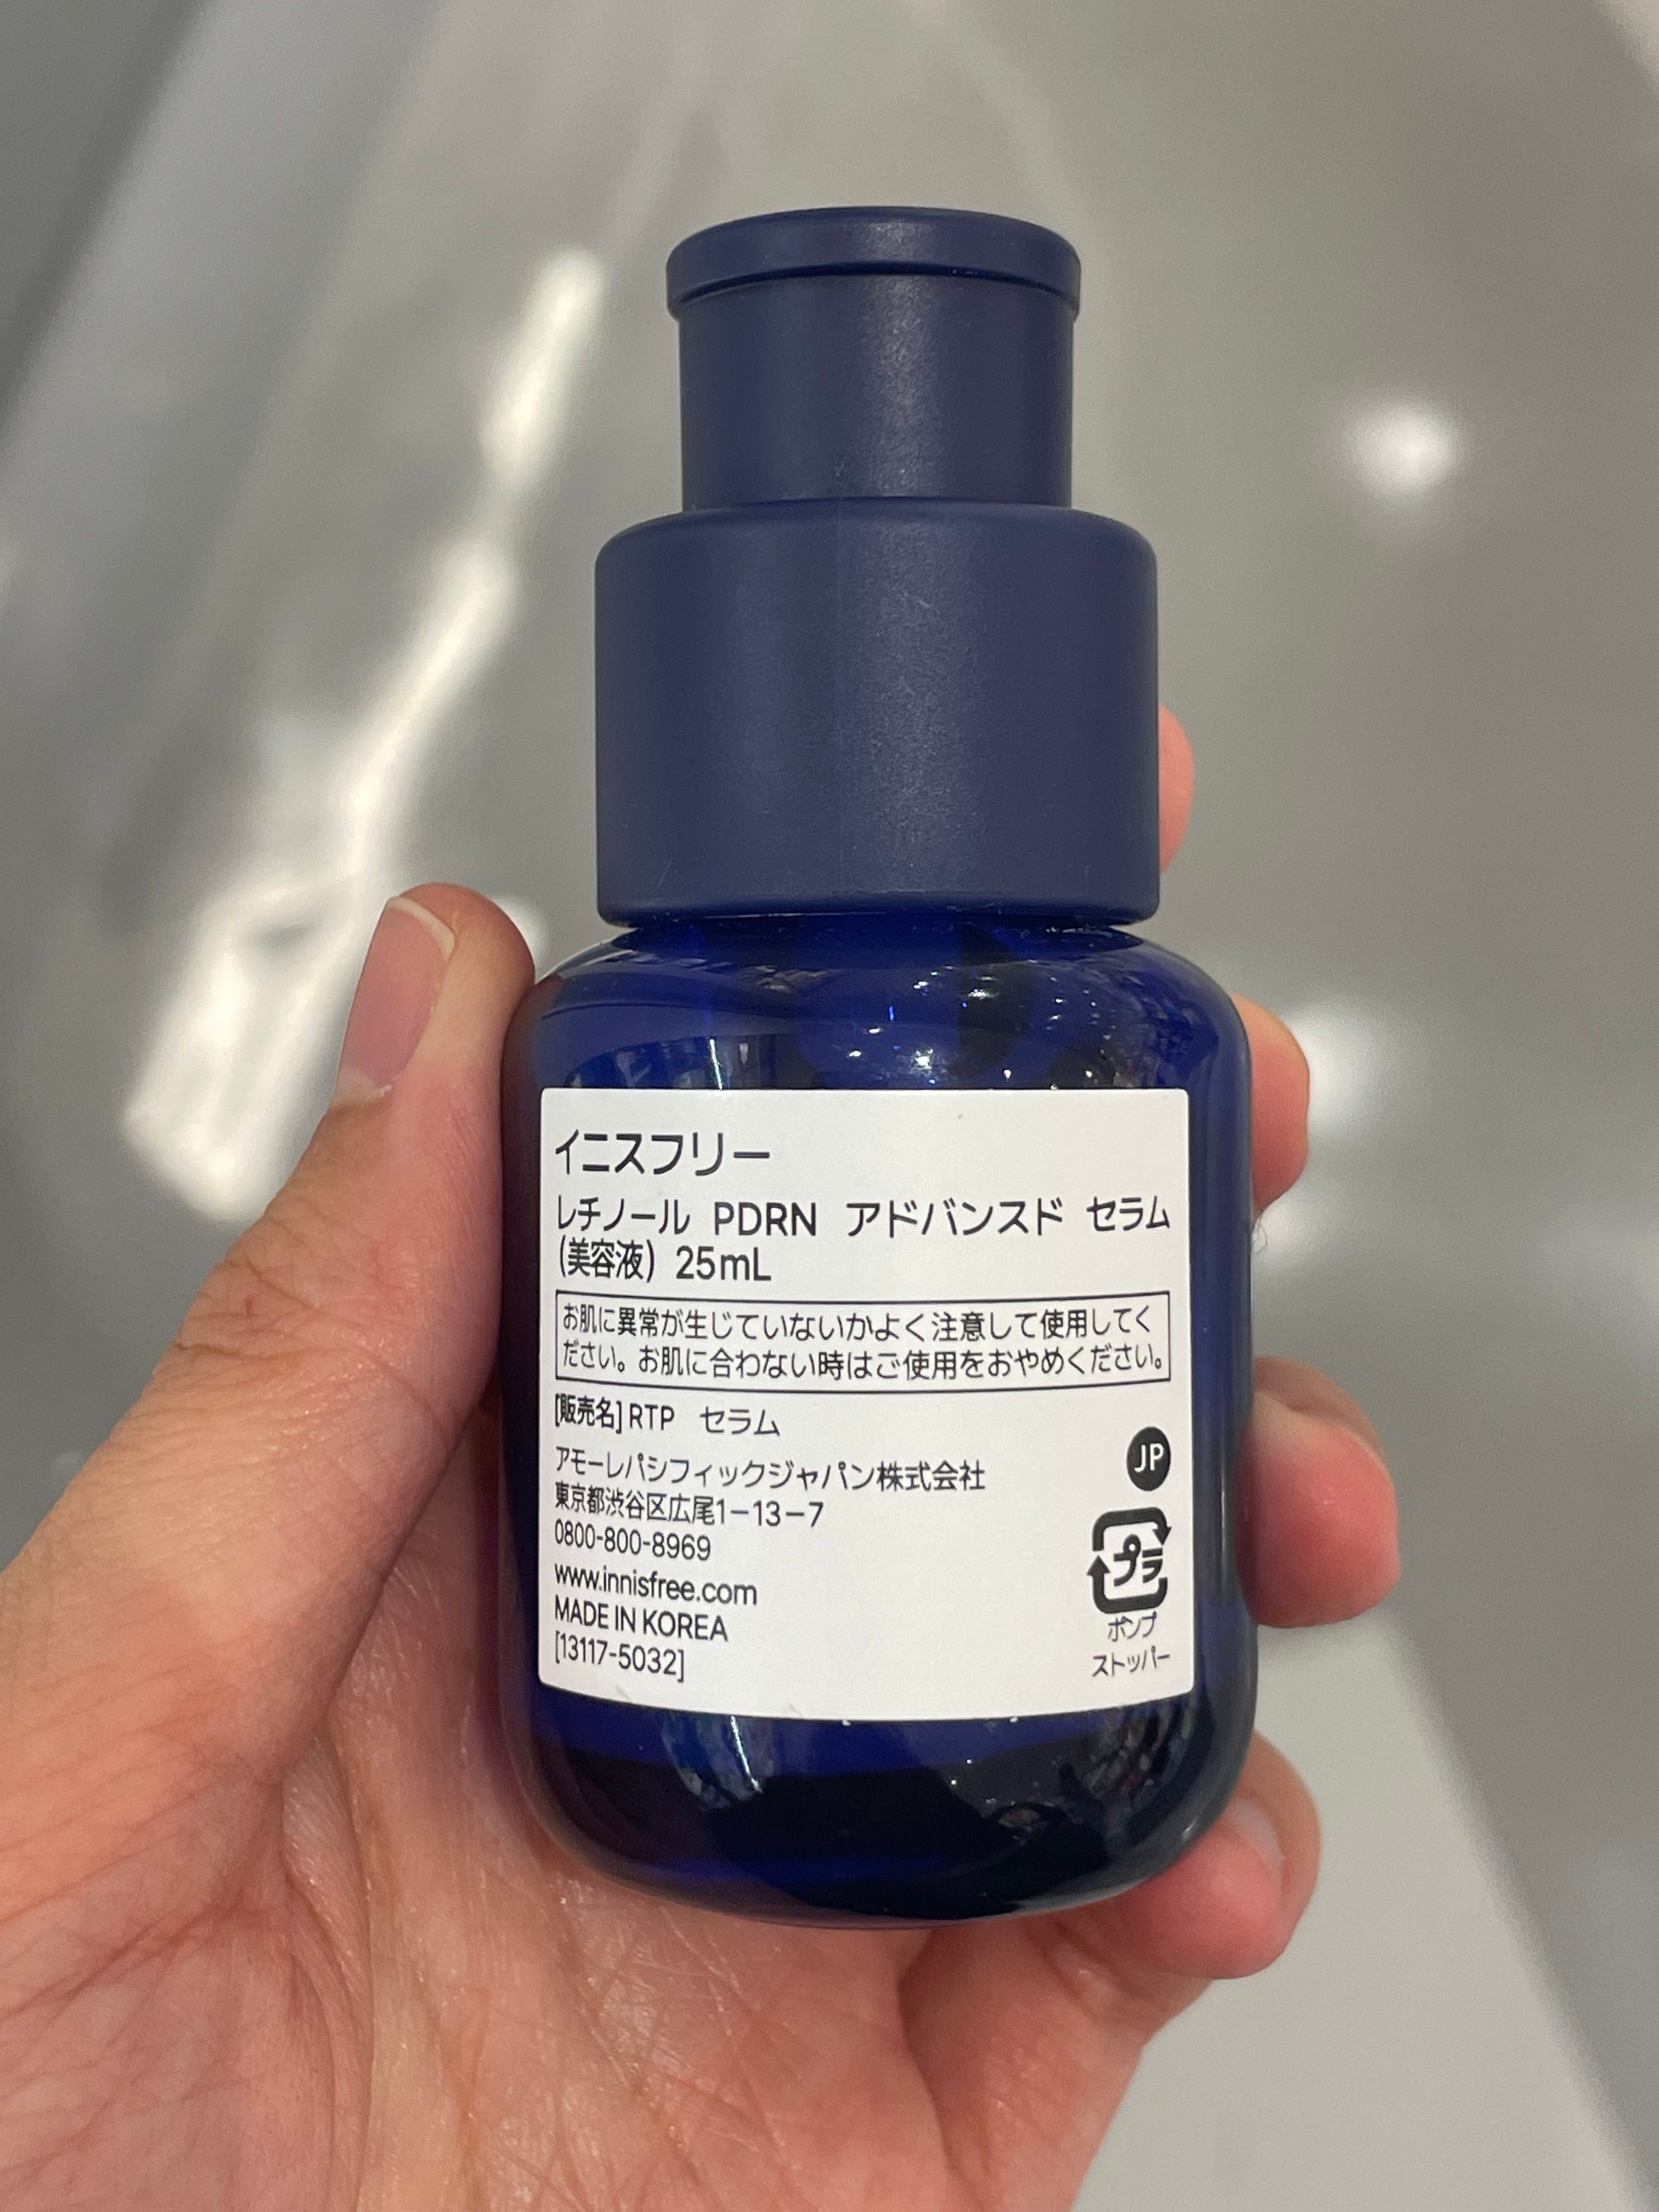 イニスフリー
レチノール PDRN アドバンスド セラム
(美容液) 25mL
お肌に異常が生じていないかよく注意して使用してく
ださい。お肌に合わない時はご使用をおやめください。
[販売名]RTP セラム
アモーレパシフィックジャパン株式会社
東京都渋谷区広尾1−13−7
0800-800-8969
www.innisfree.com
MADE IN KOREA
[13117-5032]
JP
プラ
ポンプ
ストッパー